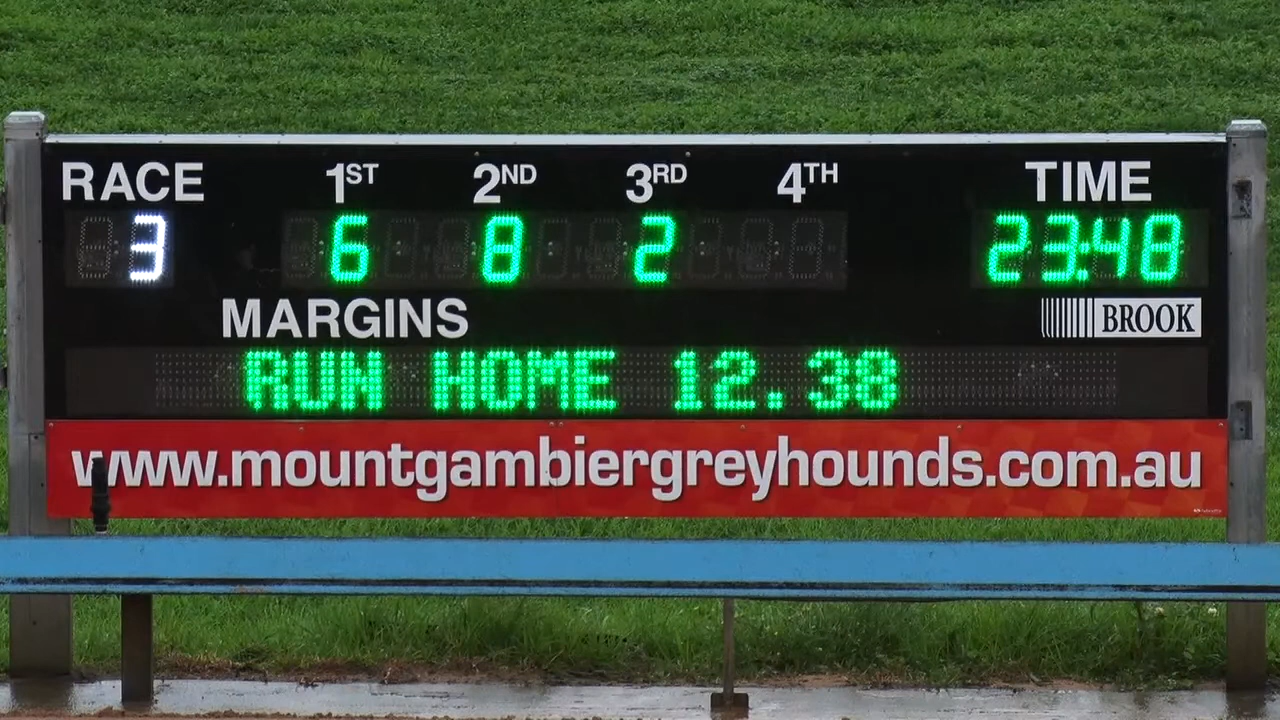 RACE 1ST 2ND 3RD 4TH TIME
3 6 8 2 23:48
MARGINS BROOK
RUN HOME 12.38
www.mountgambiergreyhounds.com.au